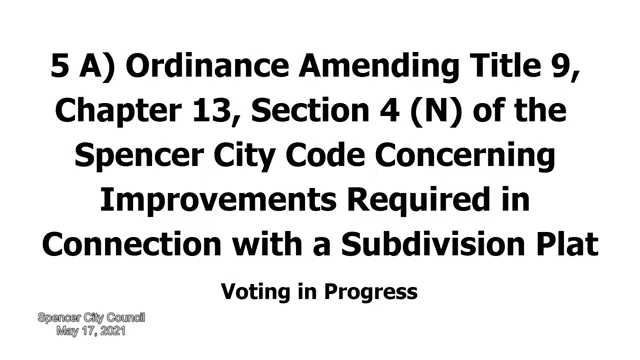 5 A) Ordinance Amending Title 9,
Chapter 13, Section 4 (N) of the
Spencer City Code Concerning
Improvements Required in
Connection with a Subdivision Plat
Voting in Progress
Spencer City Council
May 17, 2021